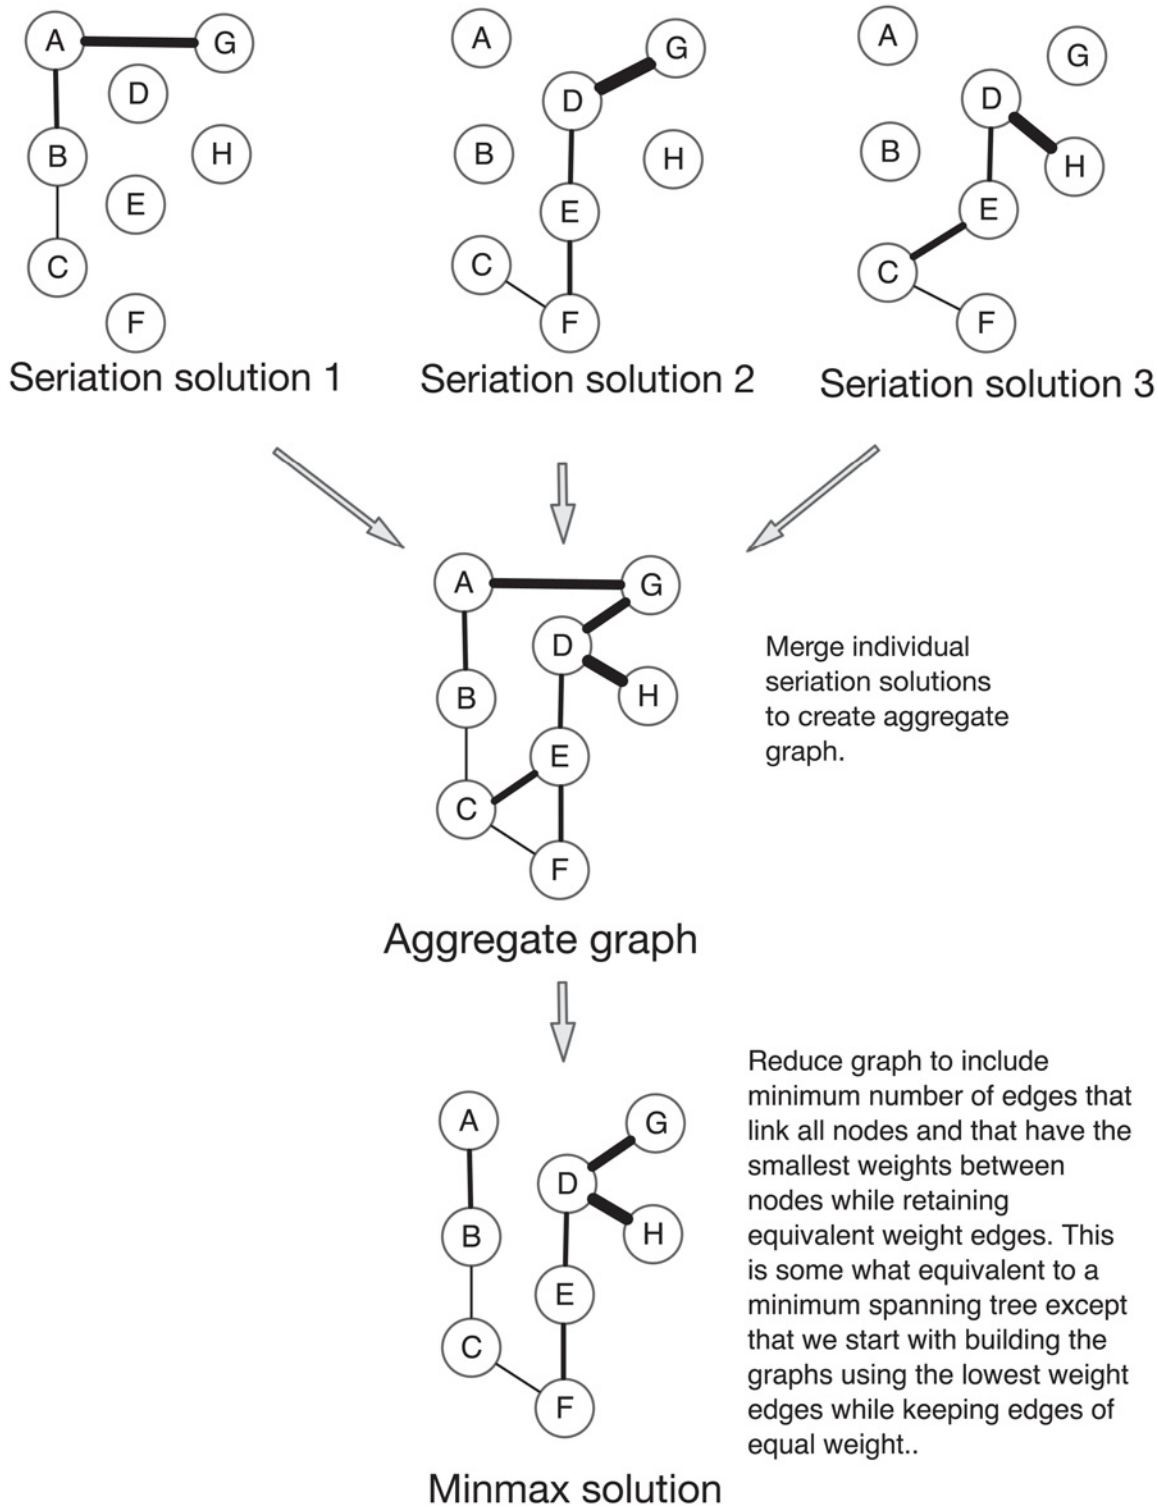 A
G
D
B
H
E
C
F
Seriation solution 1
A
G
D
B
H
E
C
F
Seriation solution 2
A
G
D
B
H
E
C
F
Seriation solution 3
A
G
D
B
H
E
C
F
Aggregate graph
Merge individual
seriation solutions
to create aggregate
graph.
A
G
D
B
H
E
C
F
Minmax solution
Reduce graph to include
minimum number of edges that
link all nodes and that have the
smallest weights between
nodes while retaining
equivalent weight edges. This
is some what equivalent to a
minimum spanning tree except
that we start with building the
graphs using the lowest weight
edges while keeping edges of
equal weight..